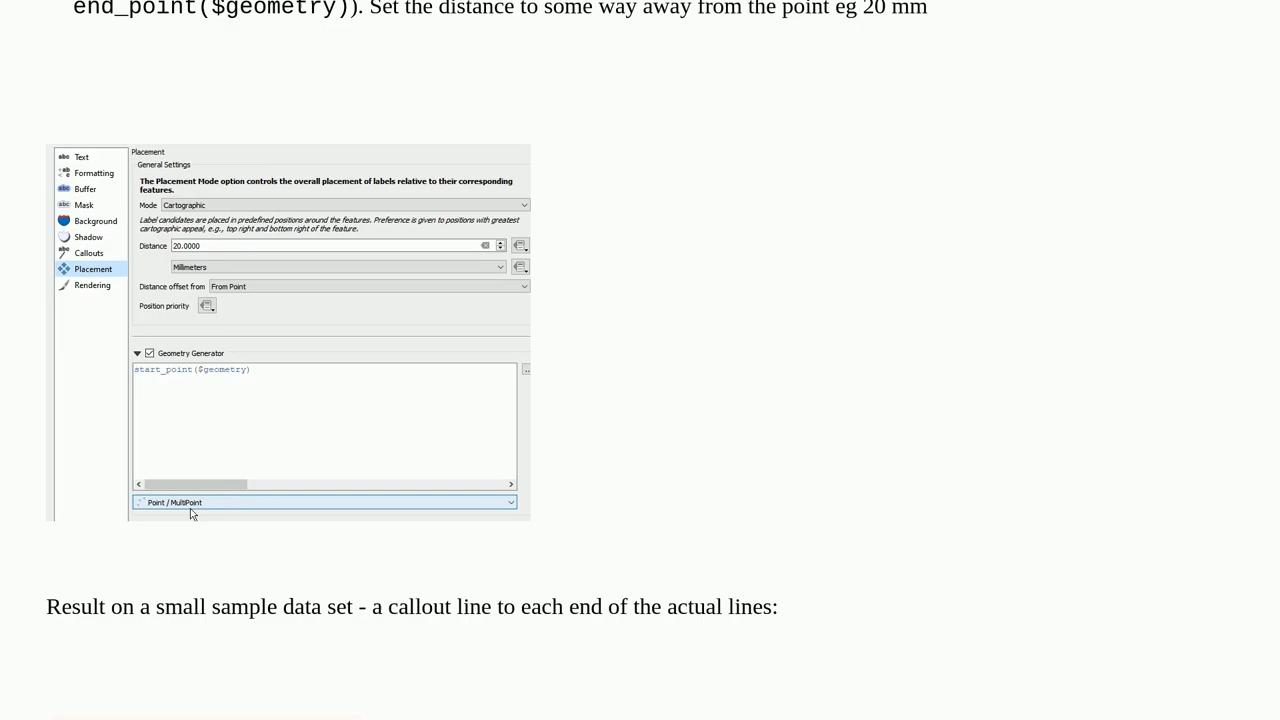 end_point($geometry)). Set the distance to some way away from the point eg 20 mm
Placement
abc Text
General Settings
+ab c Formatting
The Placement Mode option controls the overall placement of labels relative to their corresponding
abc Buffer
features.
abc Mask
Mode Cartographic
Background
Label candidates are placed in predefined positions around the features. Preference is given to positions with greatest
cartographic appeal, e.g., top right and bottom right of the feature.
Shadow
Distance 20.0000
abc Callouts
Placement
Millimeters
Rendering
Distance offset from From Point
Position priority
Geometry Generator
start_point($geometry)
...
Point / MultiPoint
Result on a small sample data set - a callout line to each end of the actual lines: